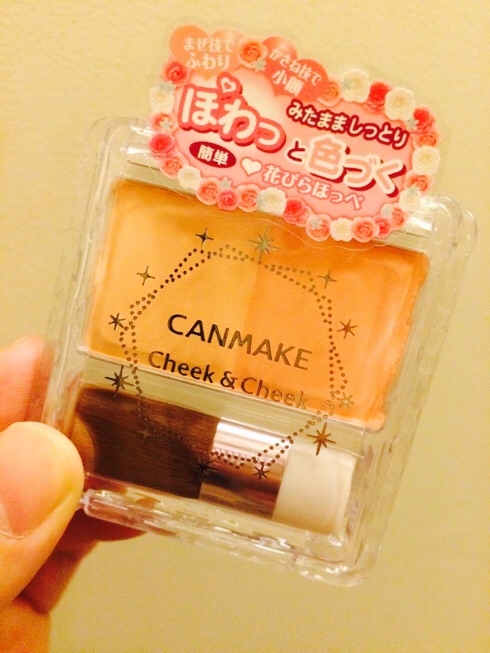 まぜ技で
ふわり
かさね技で
小顔
みたまましっとり
ぽわっと色づく
簡単 花びらほっぺ
CANMAKE
Cheek & Cheek